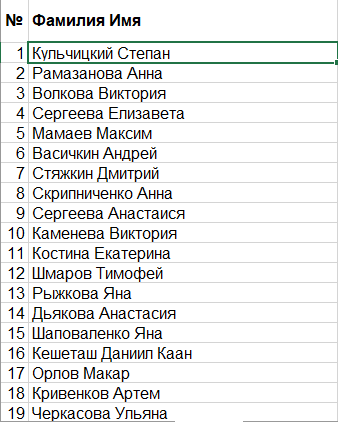 № Фамилия Имя
1 Кульчицкий Степан
2 Рамазанова Анна
3 Волкова Виктория
4 Сергеева Елизавета
5 Мамаев Максим
6 Васичкин Андрей
7 Стяжкин Дмитрий
8 Скрипниченко Анна
9 Сергеева Анастаися
10 Каменева Виктория
11 Костина Екатерина
12 Шмаров Тимофей
13 Рыжкова Яна
14 Дьякова Анастасия
15 Шаповаленко Яна
16 Кешеташ Даниил Каан
17 Орлов Макар
18 Кривенков Артем
19 Черкасова Ульяна